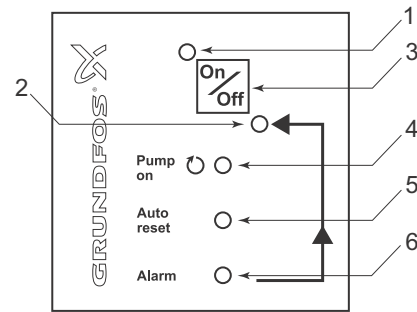 1
On
Off
3
2
Pump
on
4
Auto
reset
5
Alarm
6
GRUNDFOS®